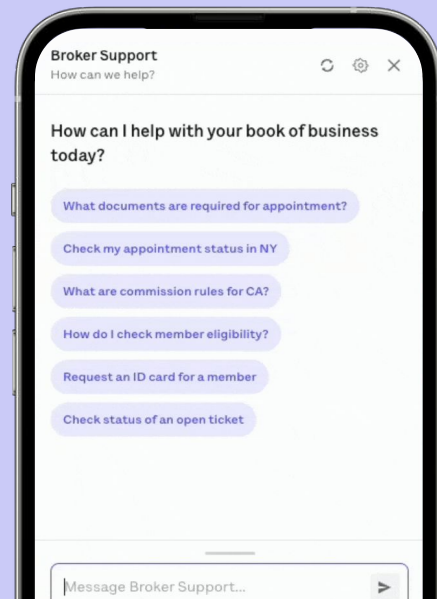 Broker Support
How can we help?
How can I help with your book of business
today?
What documents are required for appointment?
Check my appointment status in NY
What are commission rules for CA?
How do I check member eligibility?
Request an ID card for a member
Check status of an open ticket
Message Broker Support...